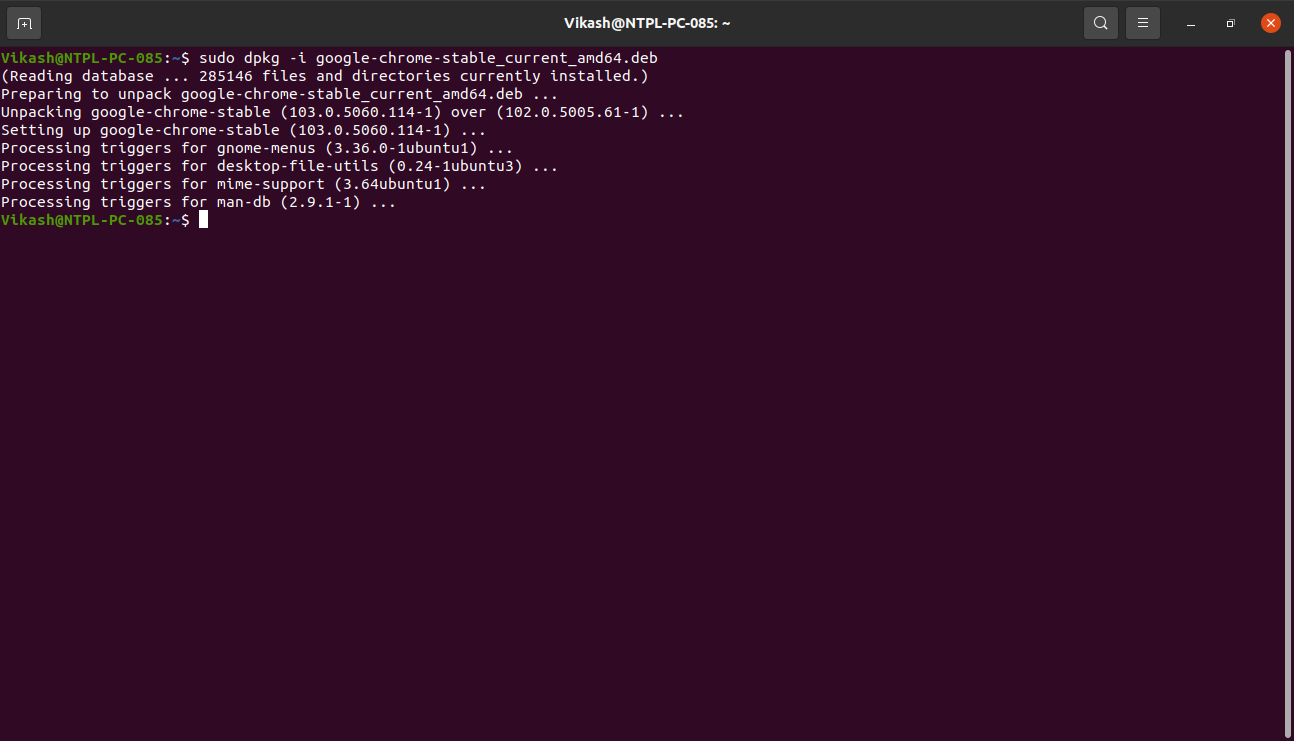 Vikash@NTPL-PC-085: ~
Vikash@NTPL-PC-085:~$ sudo dpkg -i google-chrome-stable_current_amd64.deb
(Reading database ... 285146 files and directories currently installed.)
Preparing to unpack google-chrome-stable_current_amd64.deb ...
Unpacking google-chrome-stable (103.0.5060.114-1) over (102.0.5005.61-1) ...
Setting up google-chrome-stable (103.0.5060.114-1) ...
Processing triggers for gnome-menus (3.36.0-1ubuntu1) ...
Processing triggers for desktop-file-utils (0.24-1ubuntu3) ...
Processing triggers for mime-support (3.64ubuntu1) ...
Processing triggers for man-db (2.9.1-1) ...
Vikash@NTPL-PC-085:~$